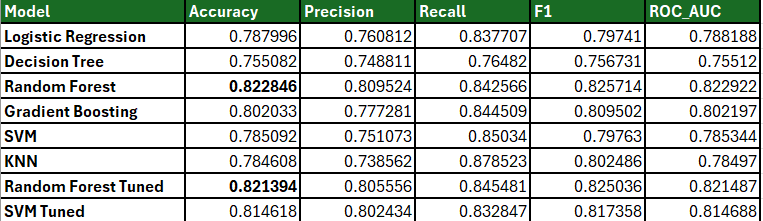 Model Accuracy Precision Recall F1 ROC_AUC
Logistic Regression 0.787996 0.760812 0.837707 0.79741 0.788188
Decision Tree 0.755082 0.748811 0.76482 0.756731 0.75512
Random Forest 0.822846 0.809524 0.842566 0.825714 0.822922
Gradient Boosting 0.802033 0.777281 0.844509 0.809502 0.802197
SVM 0.785092 0.751073 0.85034 0.79763 0.785344
KNN 0.784608 0.738562 0.878523 0.802486 0.78497
Random Forest Tuned 0.821394 0.805556 0.845481 0.825036 0.821487
SVM Tuned 0.814618 0.802434 0.832847 0.817358 0.814688